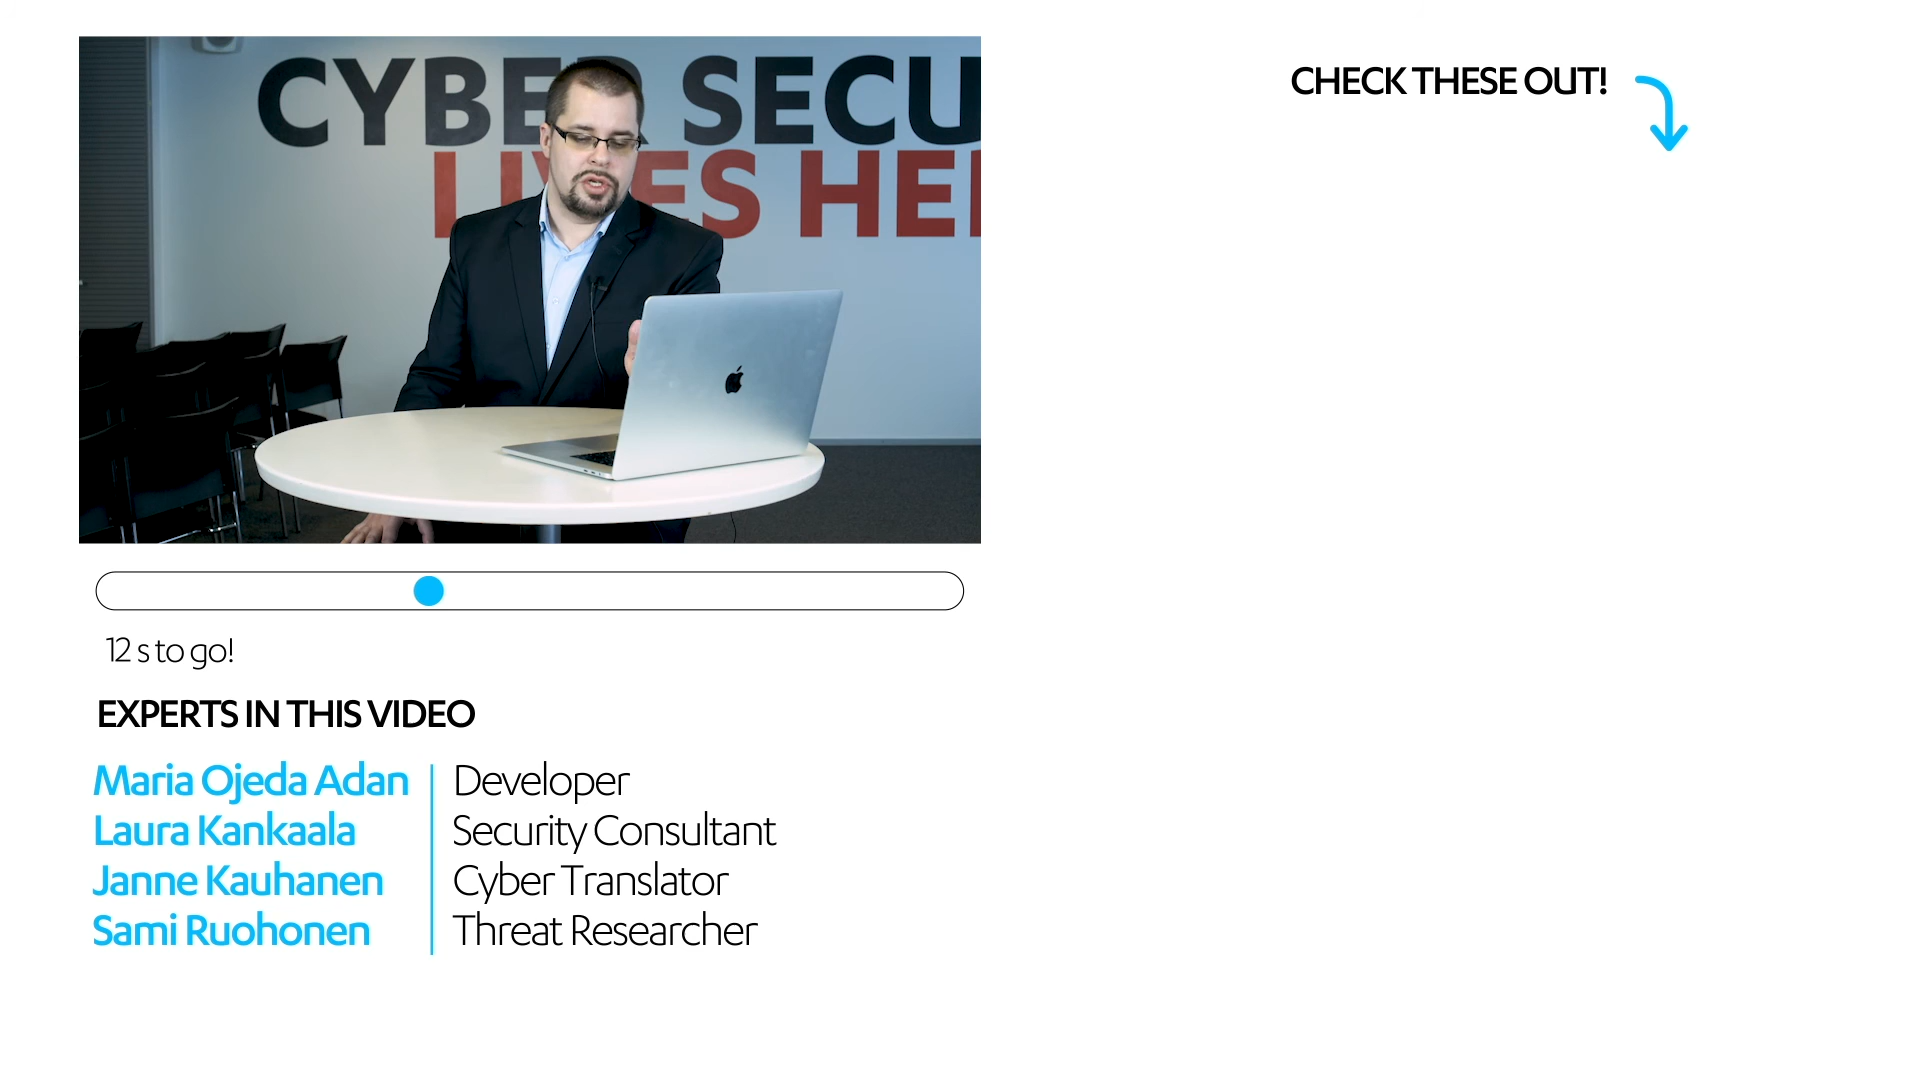 CYBER SECU
LIVES HE
CHECK THESE OUT!
12 s to go!
EXPERTS IN THIS VIDEO
Maria Ojeda Adan Developer
Laura Kankaala Security Consultant
Janne Kauhanen Cyber Translator
Sami Ruohonen Threat Researcher